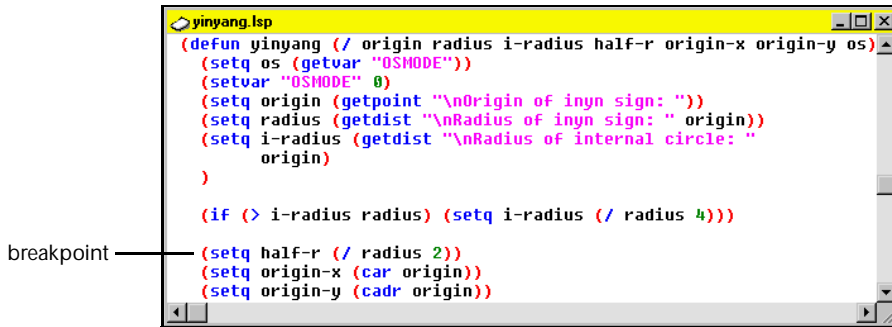 yinyang.lsp
(defun yinyang (/ origin radius i-radius half-r origin-x origin-y os)
(setq os (getvar "OSMODE"))
(setvar "OSMODE" 0)
(setq origin (getpoint "\nOrigin of inyn sign: "))
(setq radius (getdist "\nRadius of inyn sign: " origin))
(setq i-radius (getdist "\nRadius of internal circle: "
origin)
)
(if (> i-radius radius) (setq i-radius (/ radius 4)))
breakpoint
(setq half-r (/ radius 2))
(setq origin-x (car origin))
(setq origin-y (cadr origin))